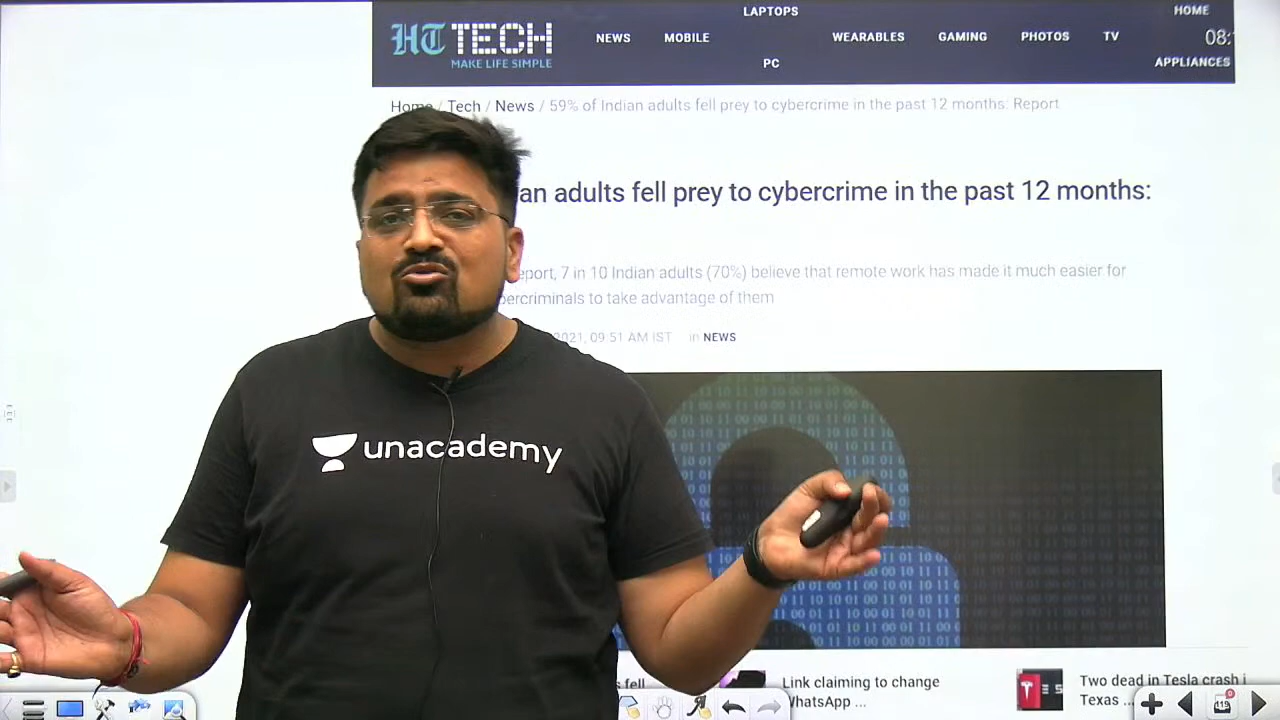 HT TECH
MAKE LIFE SIMPLE
NEWS
MOBILE
LAPTOPS
PC
WEARABLES
GAMING
PHOTOS
TV
HOME
APPLIANCES
08:
Home / Tech / News / 59% of Indian adults fell prey to cybercrime in the past 12 months: Report
an adults fell prey to cybercrime in the past 12 months:
eport, 7 in 10 Indian adults (70%) believe that remote work has made it much easier for
bercriminals to take advantage of them
2021, 09:51 AM IST in NEWS
unacademy
s fell
Link claiming to change
WhatsApp ...
Two dead in Tesla crash i
Texas ...
419